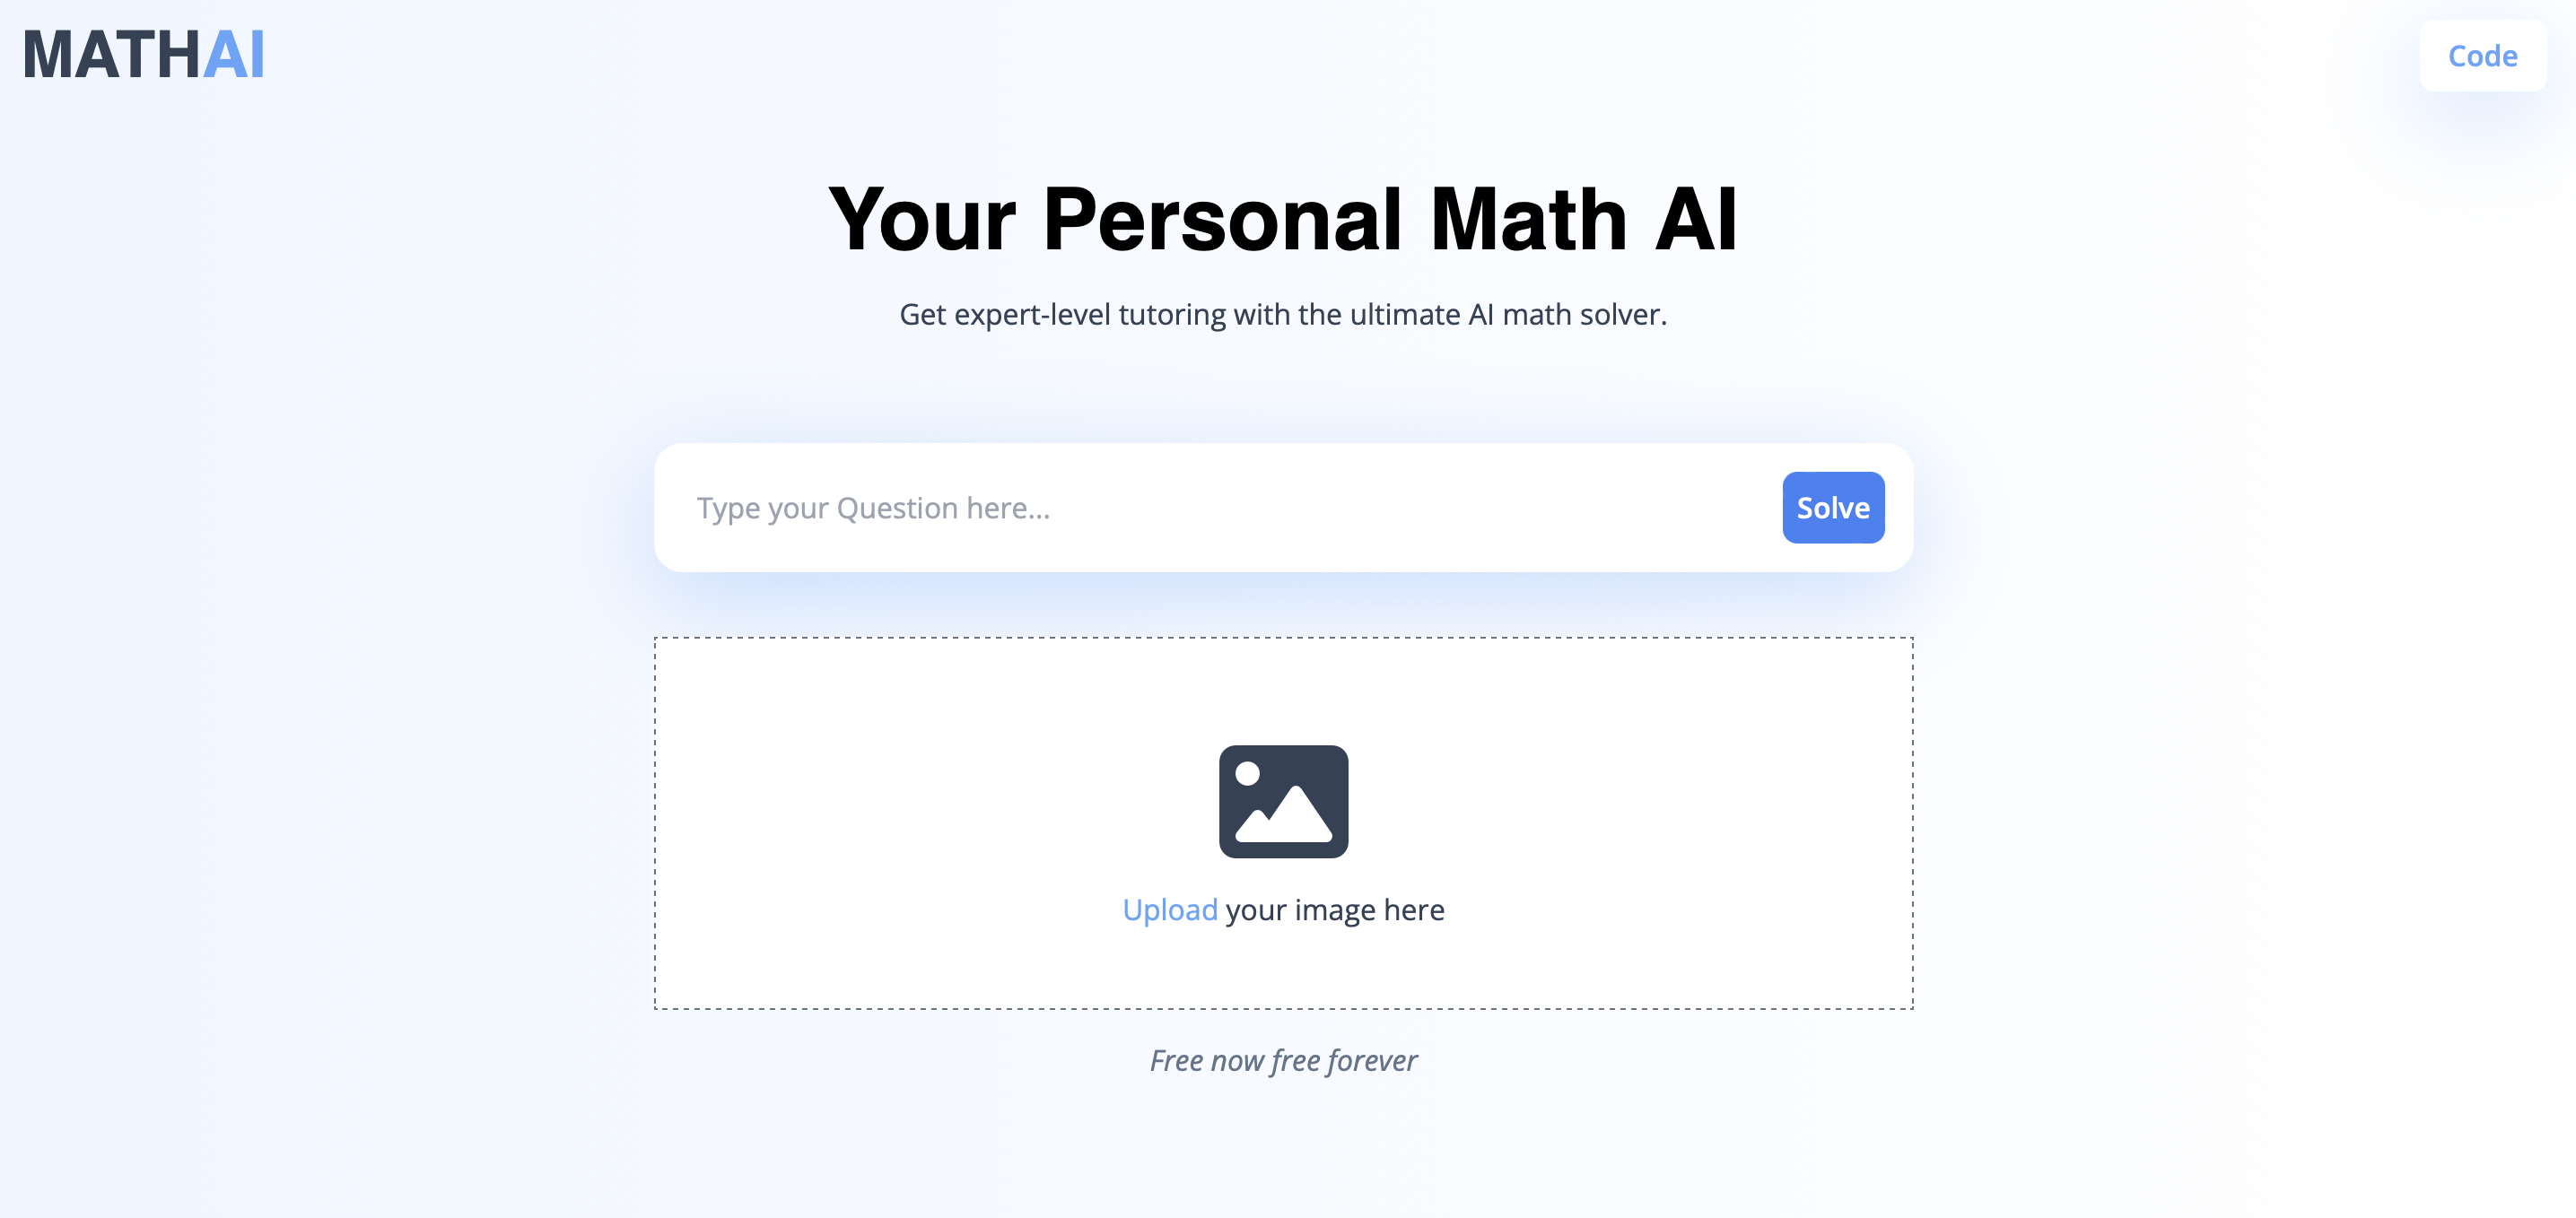 MATHAI
Code
Your Personal Math AI
Get expert-level tutoring with the ultimate AI math solver.
Type your Question here...
Solve
Upload your image here
Free now free forever